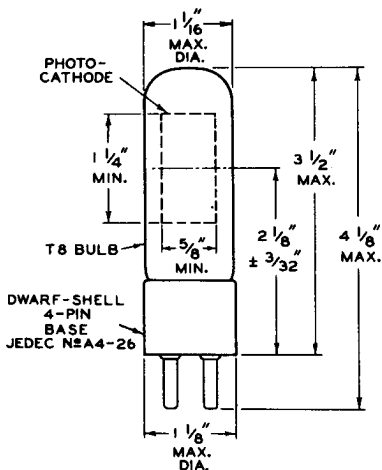 1 1/16"
MAX.
DIA.
PHOTO-
CATHODE
1 1/4"
MIN.
3 1/2"
MAX.
4 1/8"
MAX.
2 1/8"
± 3/32"
T8 BULB
5/8"
MIN.
DWARF-SHELL
4-PIN
BASE
JEDEC № A4-26
1 1/8"
MAX.
DIA.